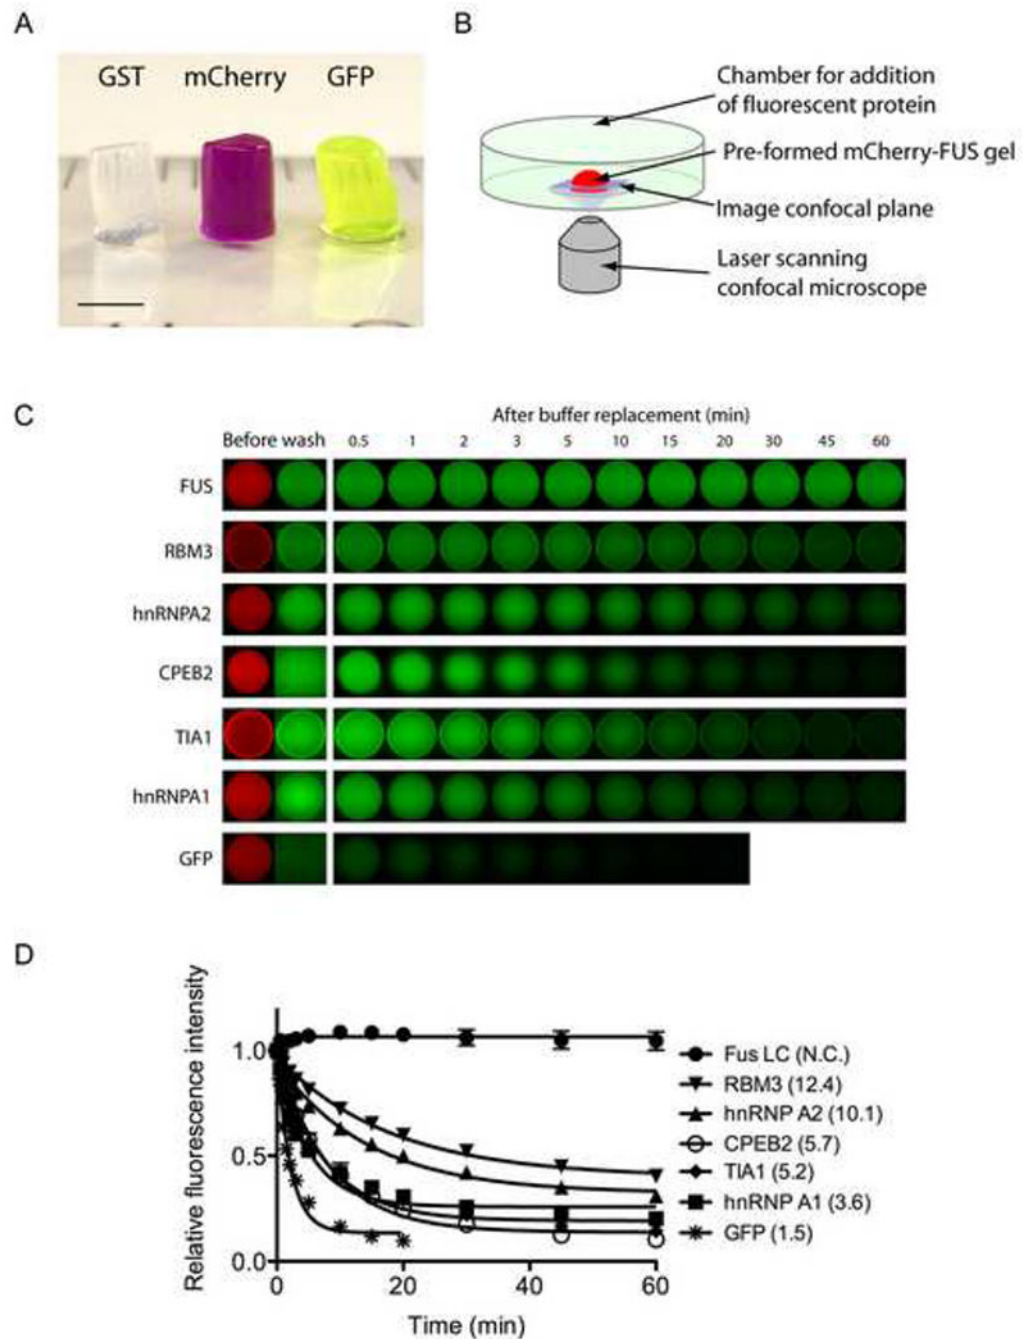 A
GST mCherry GFP
B
Chamber for addition
of fluorescent protein
Pre-formed mCherry-FUS gel
Image confocal plane
Laser scanning
confocal microscope
C
After buffer replacement (min)
Before wash 0.5 1 2 3 5 10 15 20 30 45 60
FUS
RBM3
hnRNPA2
CPEB2
TIA1
hnRNPA1
GFP
D
Relative fluorescence intensity
1.0
0.5
0.0
0 20 40 60
Time (min)
Fus LC (N.C.)
RBM3 (12.4)
hnRNP A2 (10.1)
CPEB2 (5.7)
TIA1 (5.2)
hnRNP A1 (3.6)
GFP (1.5)